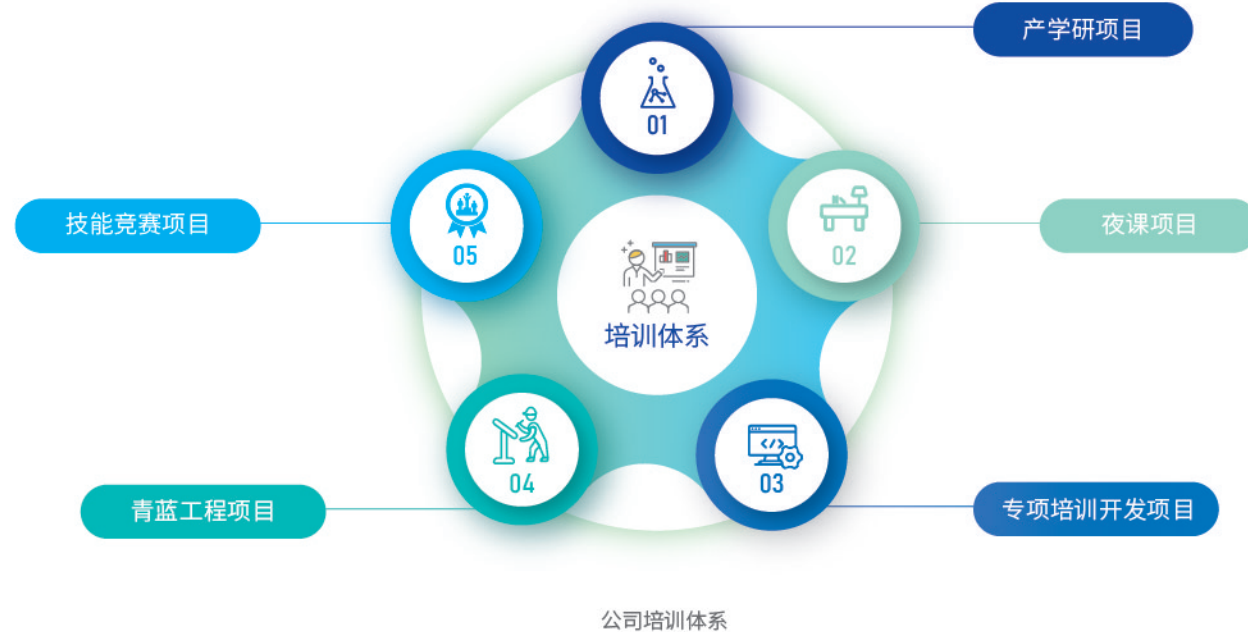 产学研项目
01
技能竞赛项目
05
夜课项目
02
培训体系
青蓝工程项目
04
</>
03
专项培训开发项目
公司培训体系